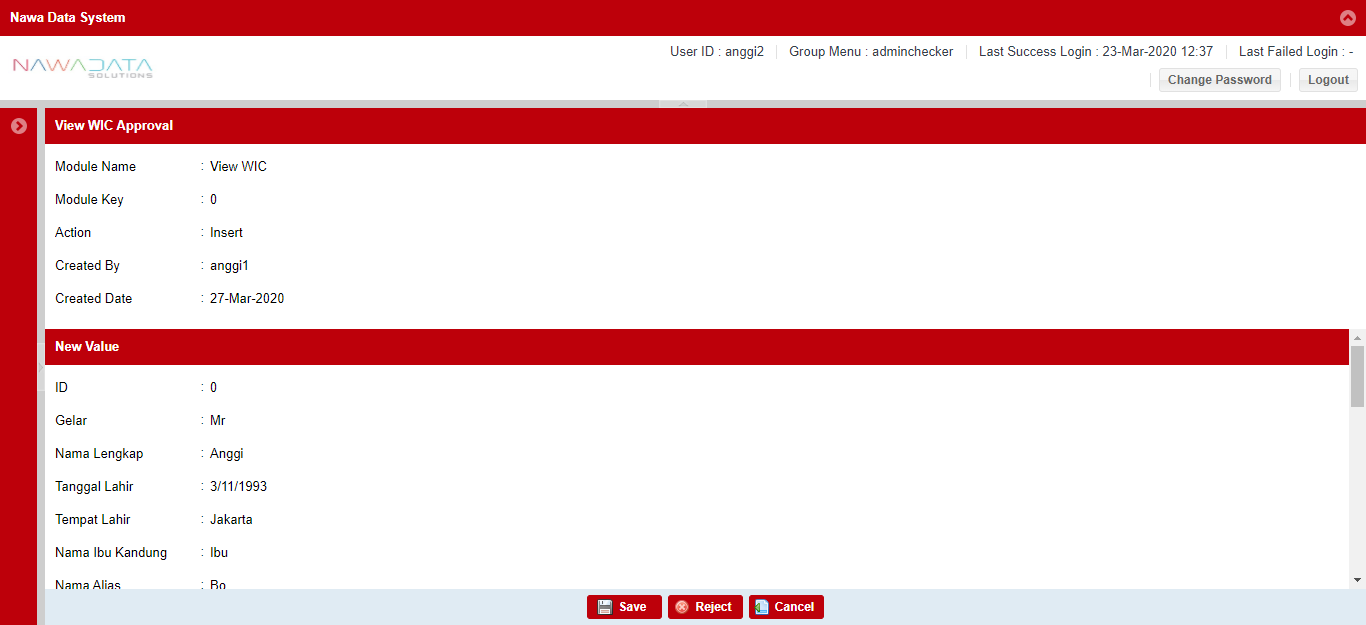 Nawa Data System
User ID : anggi2 Group Menu : adminchecker Last Success Login : 23-Mar-2020 12:37 Last Failed Login : -
NAWADATA
SOLUTIONS
Change Password Logout
View WIC Approval
Module Name : View WIC
Module Key : 0
Action : Insert
Created By : anggi1
Created Date : 27-Mar-2020
New Value
ID : 0
Gelar : Mr
Nama Lengkap : Anggi
Tanggal Lahir : 3/11/1993
Tempat Lahir : Jakarta
Nama Ibu Kandung : Ibu
Nama Alias : Bo
Save Reject Cancel